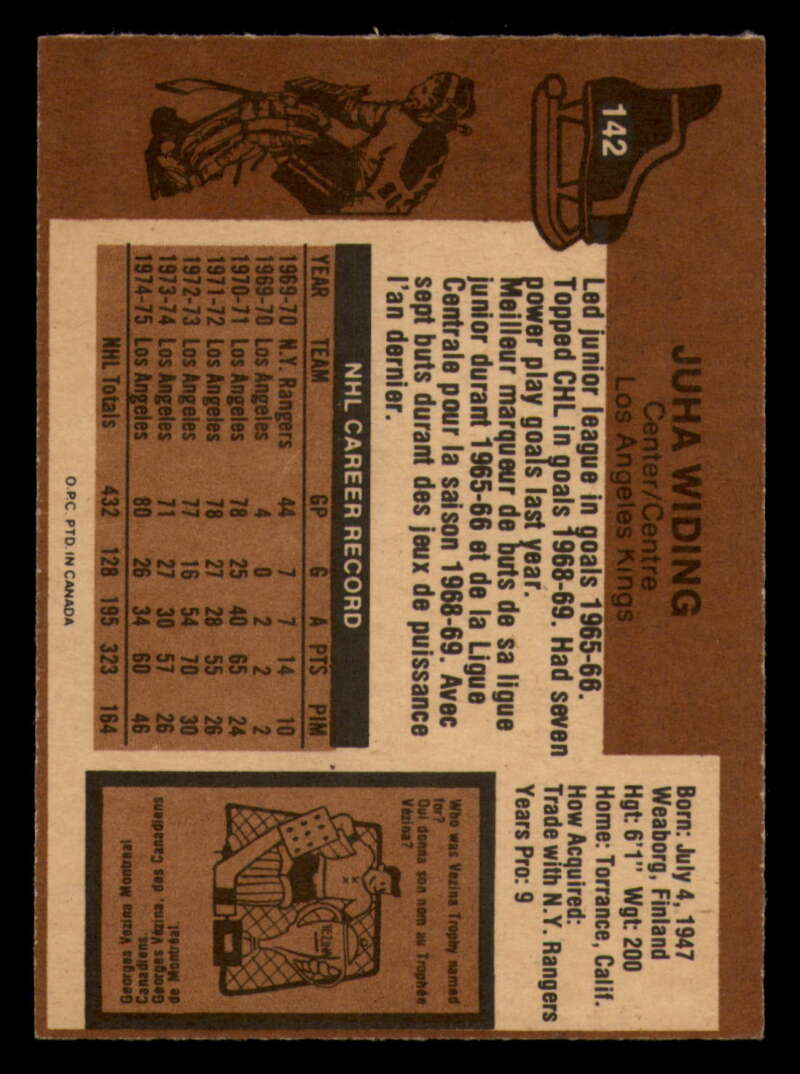 142
JUHA WIDING
Center/Centre
Los Angeles Kings
Led junior league in goals 1965-66.
Topped CHL in goals 1968-69. Had seven
power play goals last year.
Meilleur marqueur de buts de sa ligue
junior durant 1965-66 et de la Ligue
Centrale pour la saison 1968-69. Avec
sept buts durant des jeux de puissance
l'an dernier.
Born: July 4, 1947
Weaborg, Finland
Hgt: 6'1" Wgt: 200
Home: Torrance, Calif.
How Acquired:
Trade with N.Y. Rangers
Years Pro: 9
NHL CAREER RECORD
YEAR TEAM GP G A PTS PIM
1969-70 N.Y. Rangers 44 7 7 14 10
1969-70 Los Angeles 4 0 2 2 2
1970-71 Los Angeles 78 25 40 65 24
1971-72 Los Angeles 78 27 28 55 26
1972-73 Los Angeles 77 16 54 70 30
1973-74 Los Angeles 71 27 30 57 26
1974-75 Los Angeles 80 26 34 60 46
NHL Totals 432 128 195 323 164
Who was Vezina Trophy named
for?
Qui donna son nom au Trophée
Vézina?
VEZINA
Georges Vezina Montreal
Canadiens.
Georges Vézina, des Canadiens
de Montréal.
O.P.C. PTD. IN CANADA